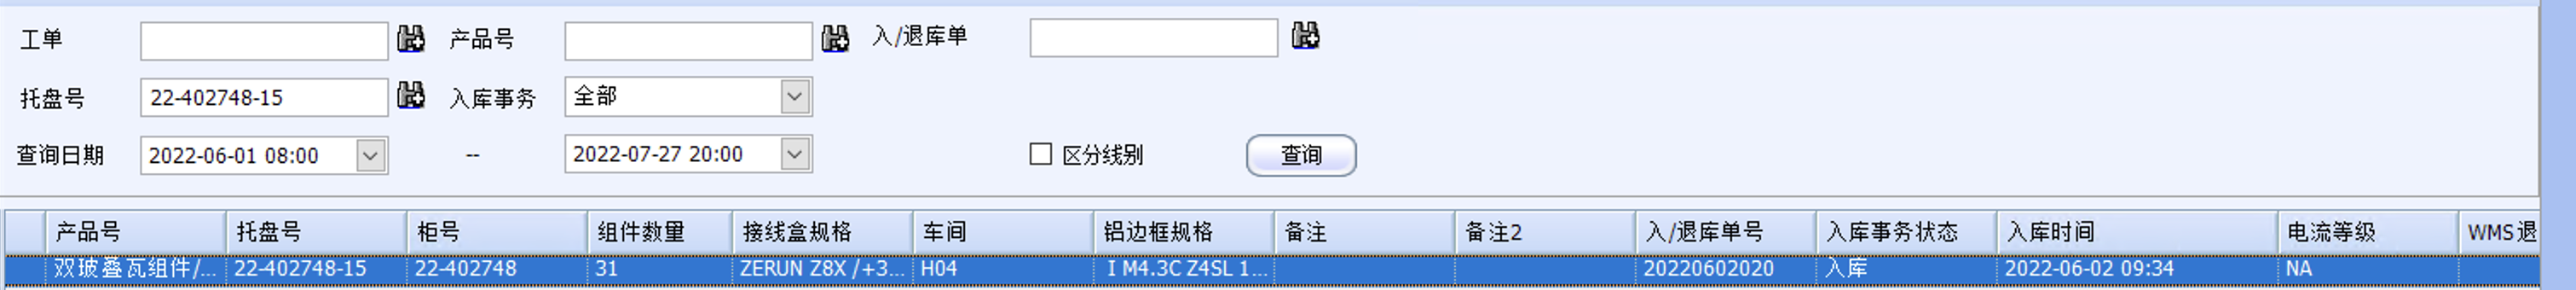 工单 产品号 入/退库单
托盘号 22-402748-15 入库事务 全部
查询日期 2022-06-01 08:00 -- 2022-07-27 20:00 区分线别 查询
产品号 托盘号 柜号 组件数量 接线盒规格 车间 铝边框规格 备注 备注2 入/退库单号 入库事务状态 入库时间 电流等级 WMS退
双玻叠瓦组件/... 22-402748-15 22-402748 31 ZERUN Z8X /+3... H04 I M4.3C Z4SL 1... 20220602020 入库 2022-06-02 09:34 NA